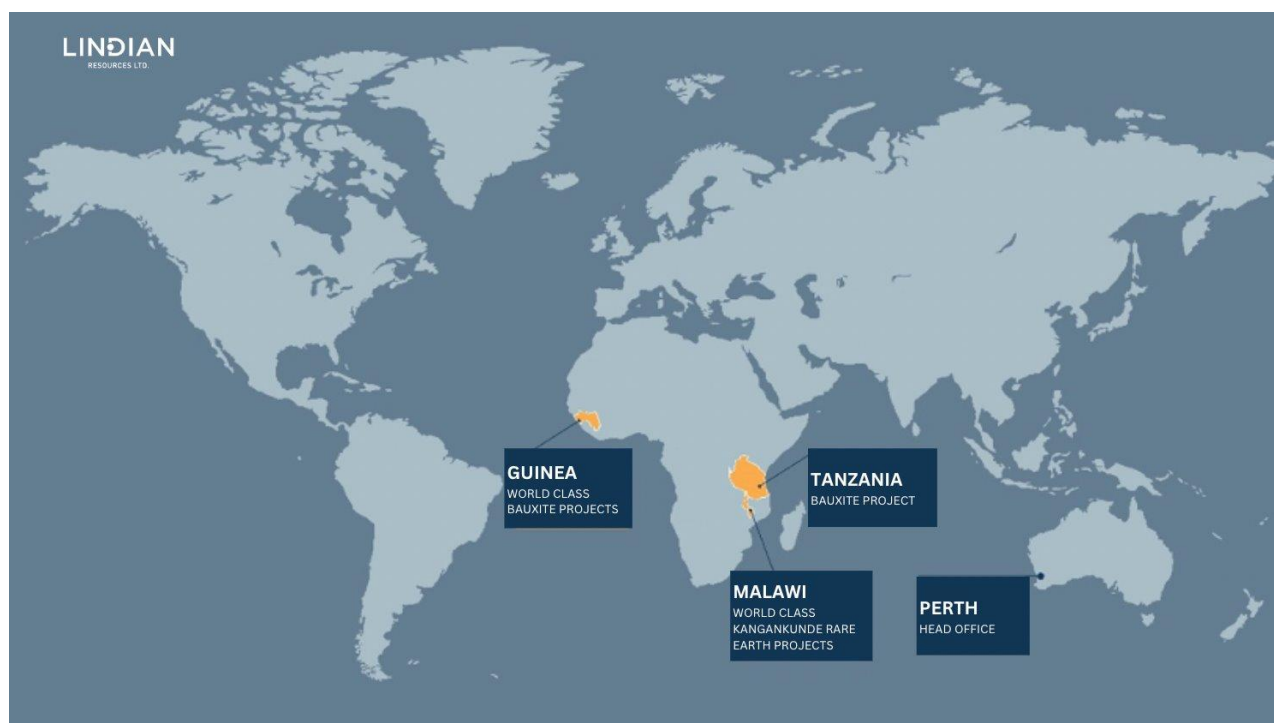 LINDIAN
RESOURCES LTD.
GUINEA
WORLD CLASS
BAUXITE PROJECTS
TANZANIA
BAUXITE PROJECT
MALAWI
WORLD CLASS
KANGANKUNDE RARE
EARTH PROJECTS
PERTH
HEAD OFFICE